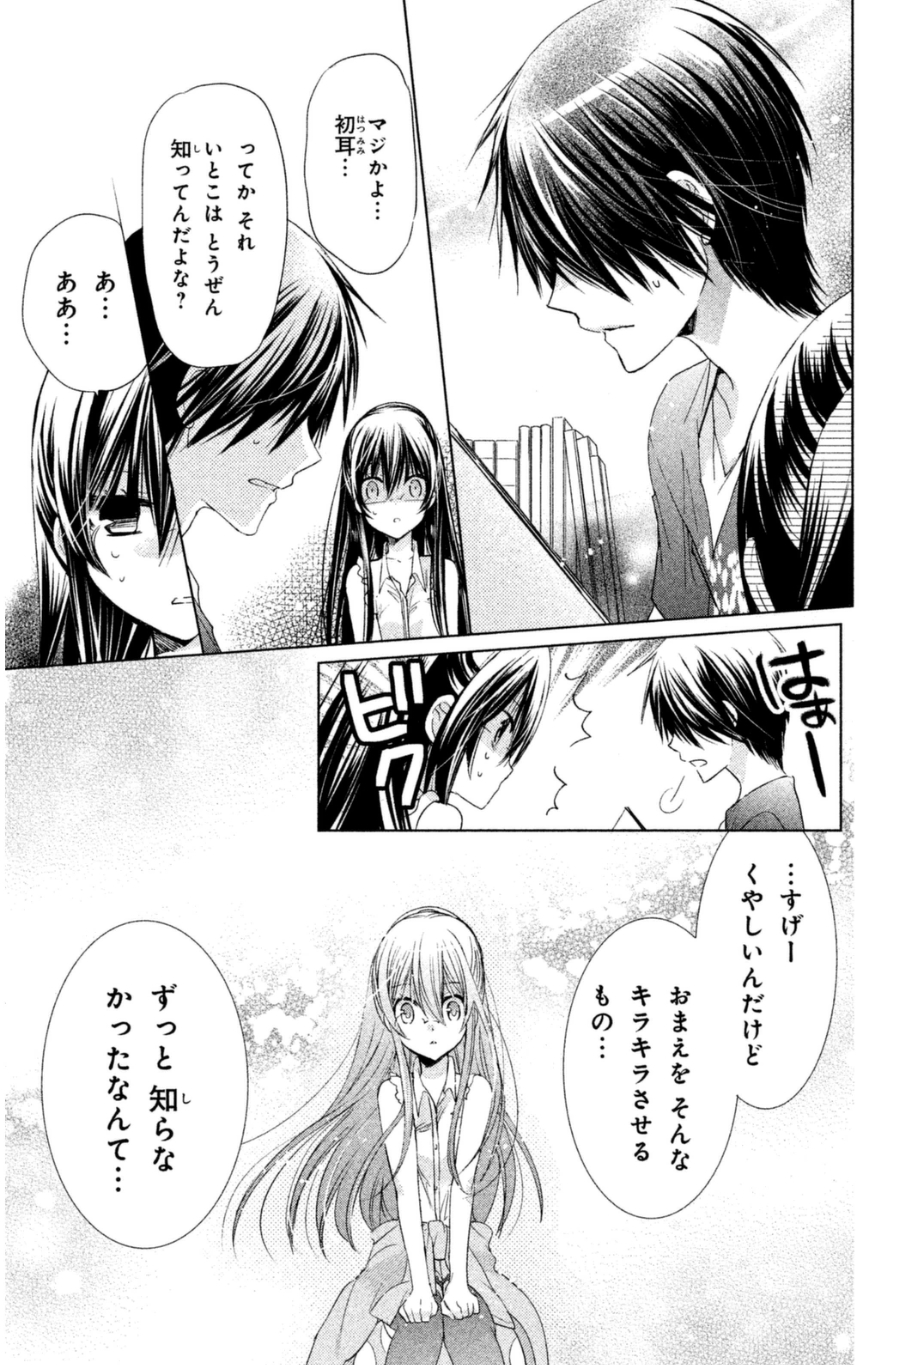 マジかよ…
初耳…
ってか それ
いとこは とうぜん
知ってんだよな?
あ…
ああ…
はぁー
ビクッ
…すげー
くやしいんだけど
おまえを そんな
キラキラさせる
もの…
ずっと 知らな
かったなんて…